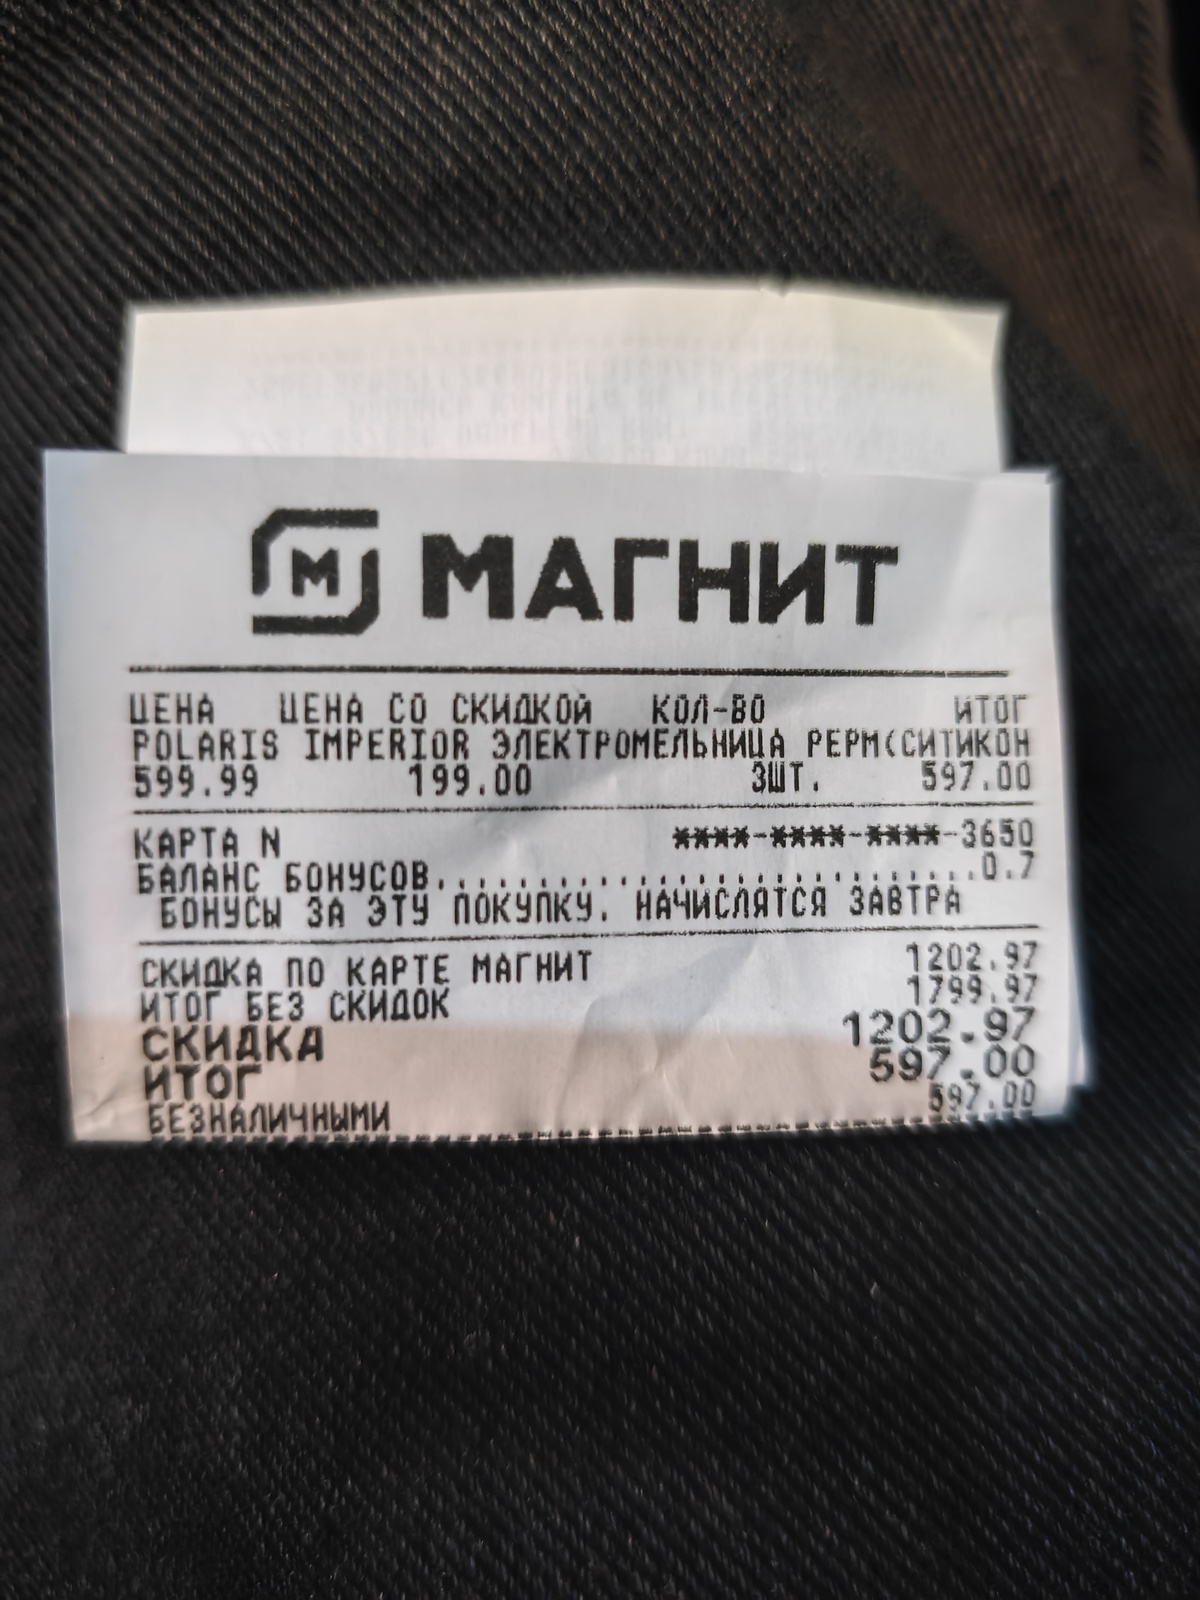 М МАГНИТ
ЦЕНА ЦЕНА СО СКИДКОЙ КОЛ-ВО ИТОГ
POLARIS IMPERIOR ЭЛЕКТРОМЕЛЬНИЦА PEPM(СИТИКОН
599.99 199.00 3ШТ. 597.00
КАРТА N ****-****-****-3650
БАЛАНС БОНУСОВ..............................0.7
БОНУСЫ ЗА ЭТУ ПОКУПКУ. НАЧИСЛЯТСЯ ЗАВТРА
СКИДКА ПО КАРТЕ МАГНИТ 1202.97
ИТОГ БЕЗ СКИДОК 1799.97
СКИДКА 1202.97
ИТОГ 597.00
БЕЗНАЛИЧНЫМИ 597.00